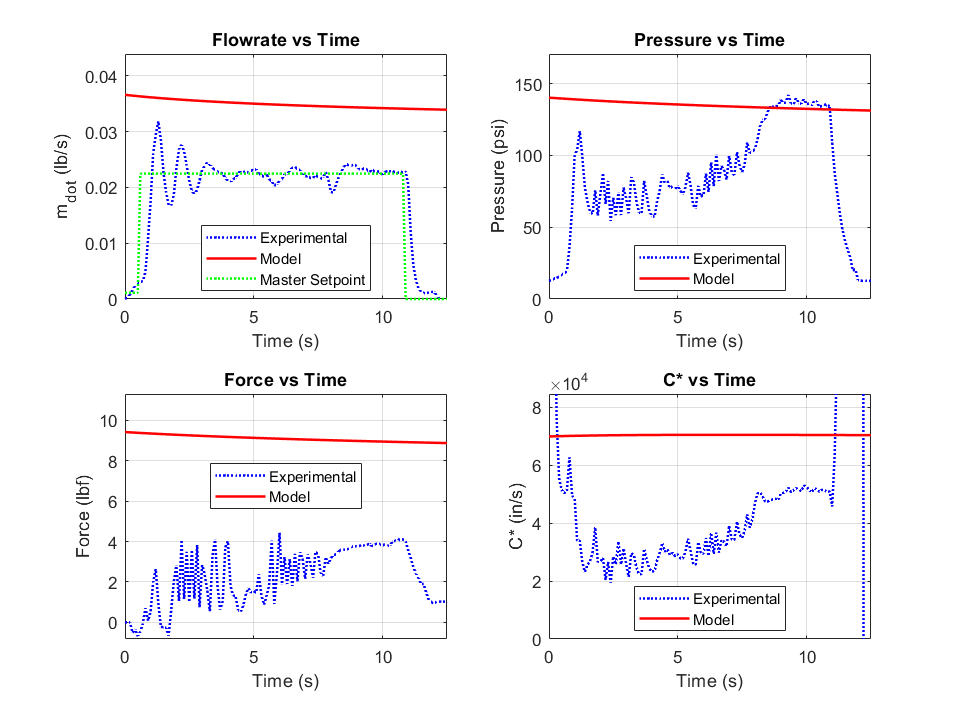 Flowrate vs Time
0.04
0.03
0.02
0.01
0
m_dot (lb/s)
Experimental
Model
Master Setpoint
0 5 10
Time (s)
Pressure vs Time
150
100
50
0
Pressure (psi)
Experimental
Model
0 5 10
Time (s)
Force vs Time
10
8
6
4
2
0
Force (lbf)
Experimental
Model
0 5 10
Time (s)
C* vs Time
×10⁴
8
6
4
2
0
C* (in/s)
Experimental
Model
0 5 10
Time (s)